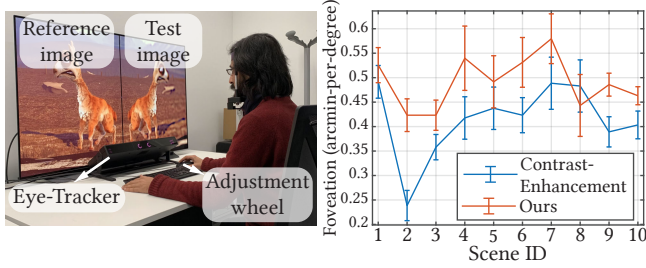 Reference
image
Test
image
Eye-Tracker
Adjustment
wheel
Foveation (arcmin-per-degree)
0.6
0.55
0.5
0.45
0.4
0.35
0.3
0.25
0.2
Contrast-
Enhancement
Ours
1 2 3 4 5 6 7 8 9 10
Scene ID